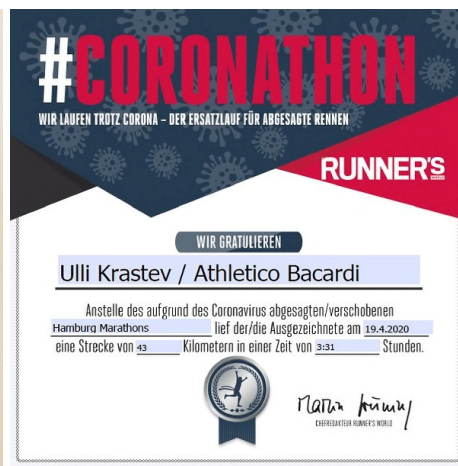 #CORONATHON
WIR LAUFEN TROTZ CORONA – DER ERSATZLAUF FÜR ABGESAGTE RENNEN
RUNNER'S
WORLD
WIR GRATULIEREN
Ulli Krastev / Athletico Bacardi
Anstelle des aufgrund des Coronavirus abgesagten/verschobenen
Hamburg Marathons lief der/die Ausgezeichnete am 19.4.2020
eine Strecke von 43 Kilometern in einer Zeit von 3:31 Stunden.
CHEFREDAKTEUR RUNNER'S WORLD